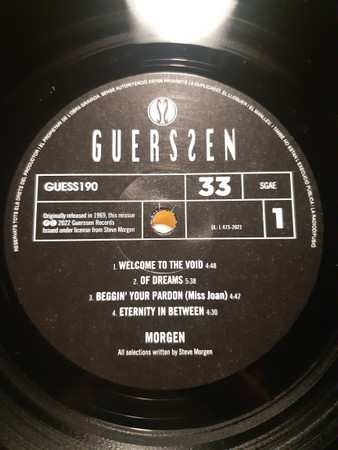 GUERSSEN
GUESS190
33
SGAE
Originally released in 1969, this reissue
℗© 2022 Guerssen Records
Issued under license from Steve Morgen
1
1. WELCOME TO THE VOID 4:48
2. OF DREAMS 5:38
3. BEGGIN' YOUR PARDON (Miss Joan) 4:47
4. ETERNITY IN BETWEEN 4:30
MORGEN
All selections written by Steve Morgen